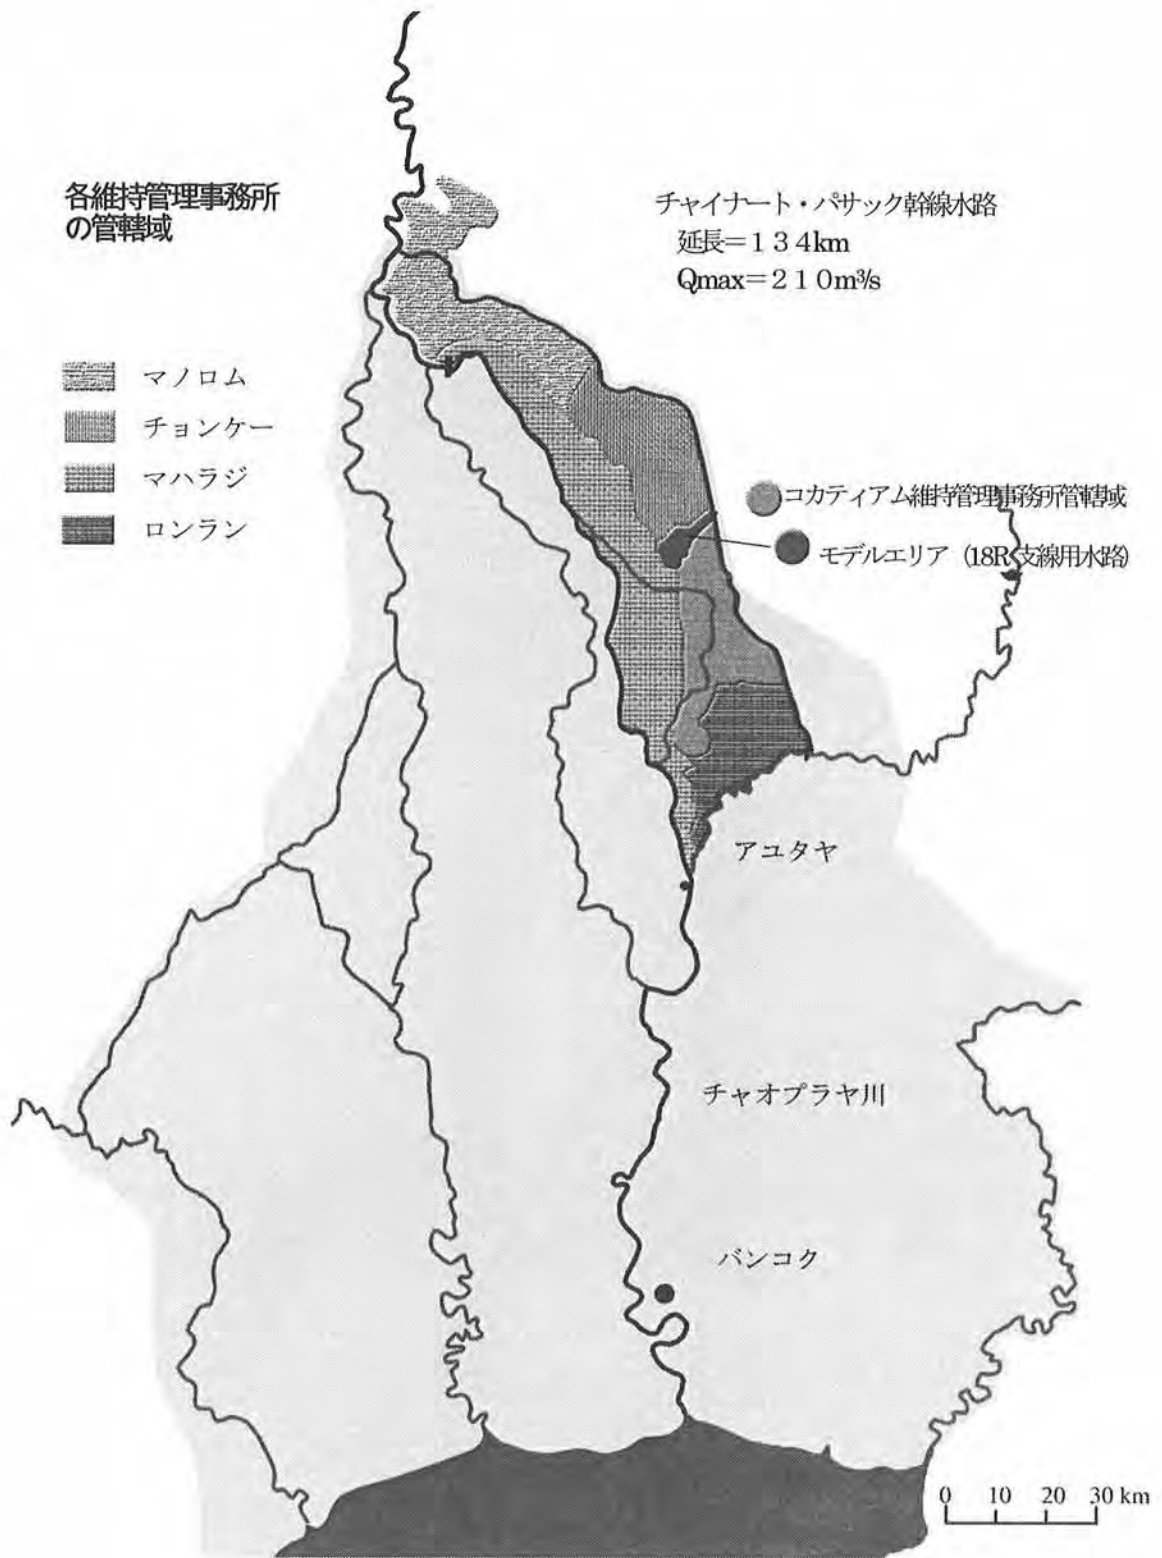 各維持管理事務所
の管轄域
チャイナート・パサック幹線水路
延長＝１３４km
Qmax＝２１０m³/s
マノロム
チョンケー
マハラジ
ロンラン
コカティアム維持管理事務所管轄域
モデルエリア（18R 支線用水路）
アユタヤ
チャオプラヤ川
バンコク
0 10 20 30 km